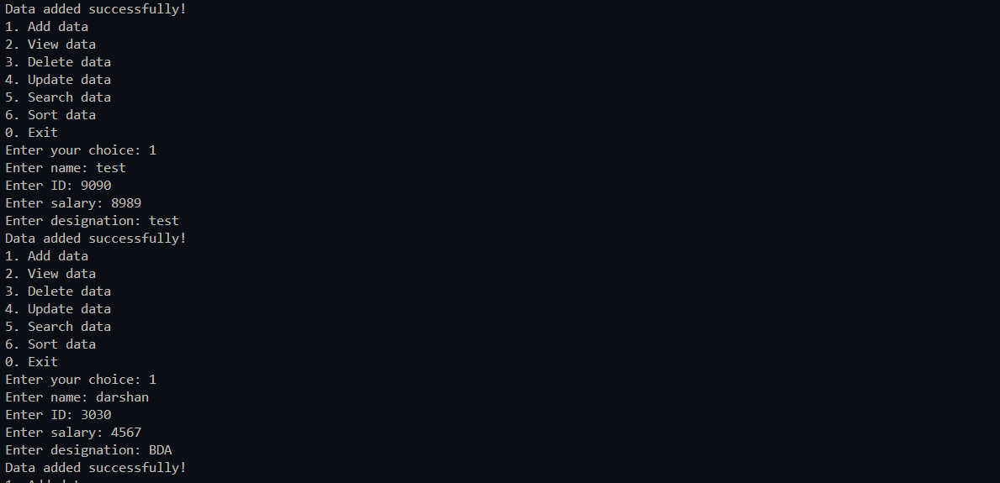 Data added successfully!
1. Add data
2. View data
3. Delete data
4. Update data
5. Search data
6. Sort data
0. Exit
Enter your choice: 1
Enter name: test
Enter ID: 9090
Enter salary: 8989
Enter designation: test
Data added successfully!
1. Add data
2. View data
3. Delete data
4. Update data
5. Search data
6. Sort data
0. Exit
Enter your choice: 1
Enter name: darshan
Enter ID: 3030
Enter salary: 4567
Enter designation: BDA
Data added successfully!